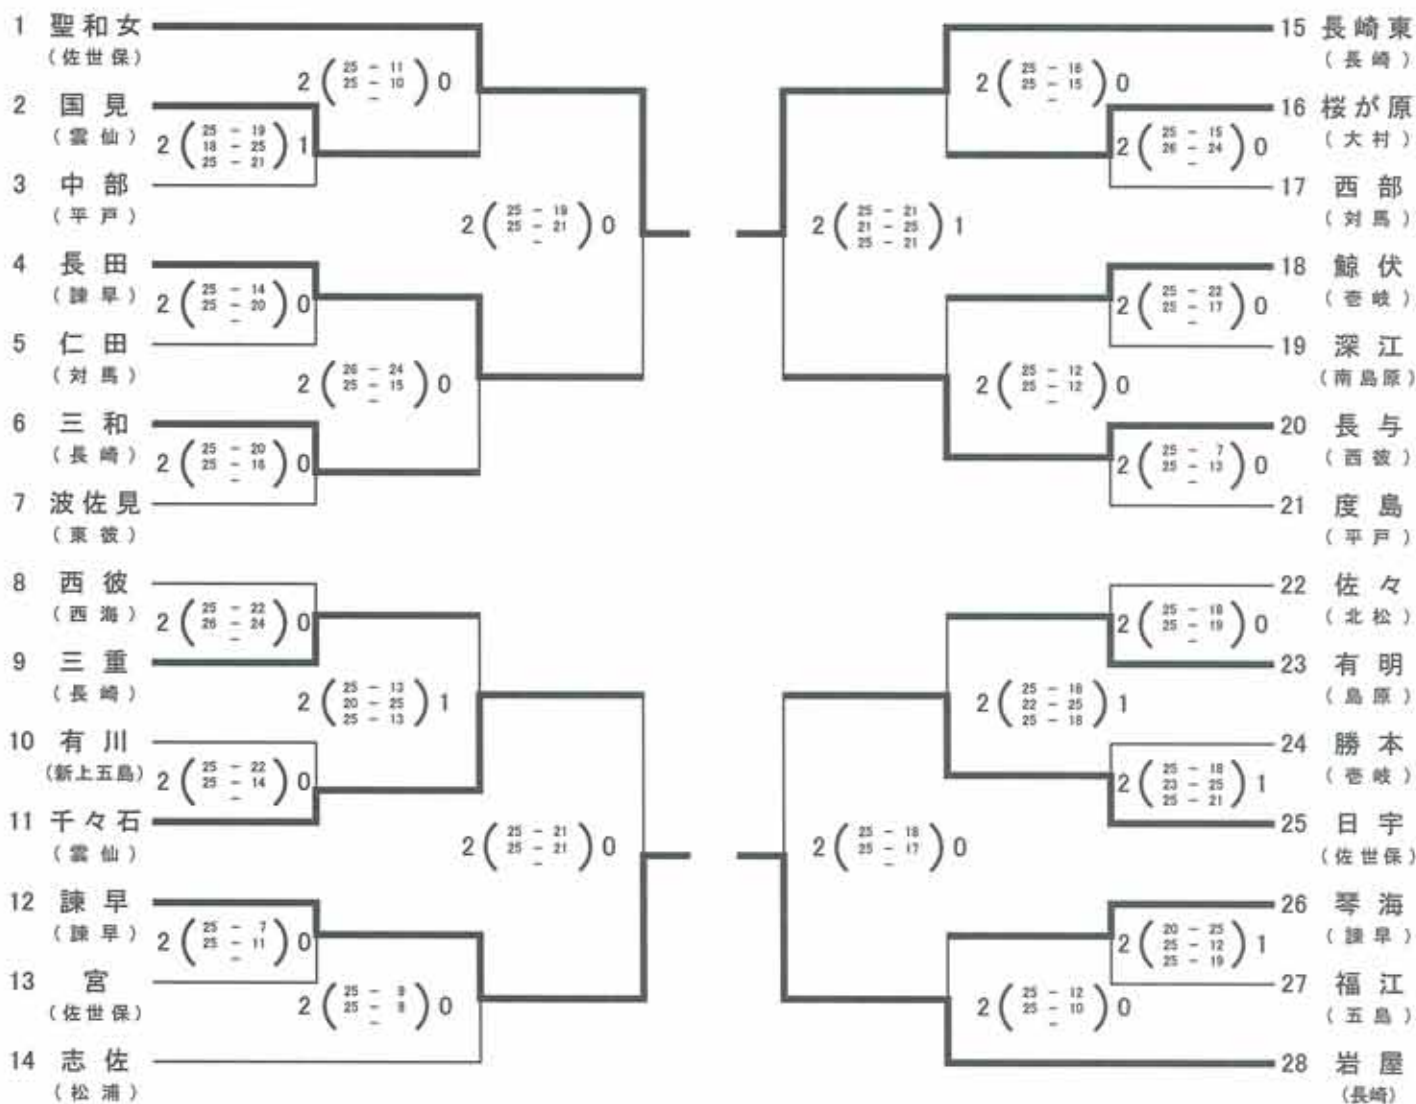 1 聖和女
(佐世保)
2 ( 25 - 11 ) 0
25 - 10
-
2 国見
(雲仙)
2 ( 25 - 19 ) 1
18 - 25
25 - 21
3 中部
(平戸)
2 ( 25 - 19 ) 0
25 - 21
-
4 長田
(諫早)
2 ( 25 - 14 ) 0
25 - 20
-
5 仁田
(対馬)
2 ( 26 - 24 ) 0
25 - 15
-
6 三和
(長崎)
2 ( 25 - 20 ) 0
25 - 16
-
7 波佐見
(東彼)
8 西彼
(西海)
2 ( 25 - 22 ) 0
26 - 24
-
9 三重
(長崎)
2 ( 25 - 13 ) 1
20 - 25
25 - 13
10 有川
(新上五島)
2 ( 25 - 22 ) 0
25 - 14
-
11 千々石
(雲仙)
2 ( 25 - 21 ) 0
25 - 21
-
12 諫早
(諫早)
2 ( 25 - 7 ) 0
25 - 11
-
13 宮
(佐世保)
2 ( 25 - 9 ) 0
25 - 8
-
14 志佐
(松浦)
15 長崎東
(長崎)
2 ( 25 - 16 ) 0
25 - 15
-
16 桜が原
(大村)
2 ( 25 - 15 ) 0
26 - 24
-
17 西部
(対馬)
2 ( 25 - 21 ) 1
21 - 25
25 - 21
18 鯨伏
(壱岐)
2 ( 25 - 22 ) 0
25 - 17
-
19 深江
(南島原)
2 ( 25 - 12 ) 0
25 - 12
-
20 長与
(西彼)
2 ( 25 - 7 ) 0
25 - 13
-
21 度島
(平戸)
22 佐々
(北松)
2 ( 25 - 18 ) 0
25 - 19
-
23 有明
(島原)
2 ( 25 - 18 ) 1
22 - 25
25 - 18
24 勝本
(壱岐)
2 ( 25 - 18 ) 1
23 - 25
25 - 21
25 日宇
(佐世保)
2 ( 25 - 18 ) 0
25 - 17
-
26 琴海
(諫早)
2 ( 20 - 25 ) 1
25 - 12
25 - 19
27 福江
(五島)
2 ( 25 - 12 ) 0
25 - 10
-
28 岩屋
(長崎)